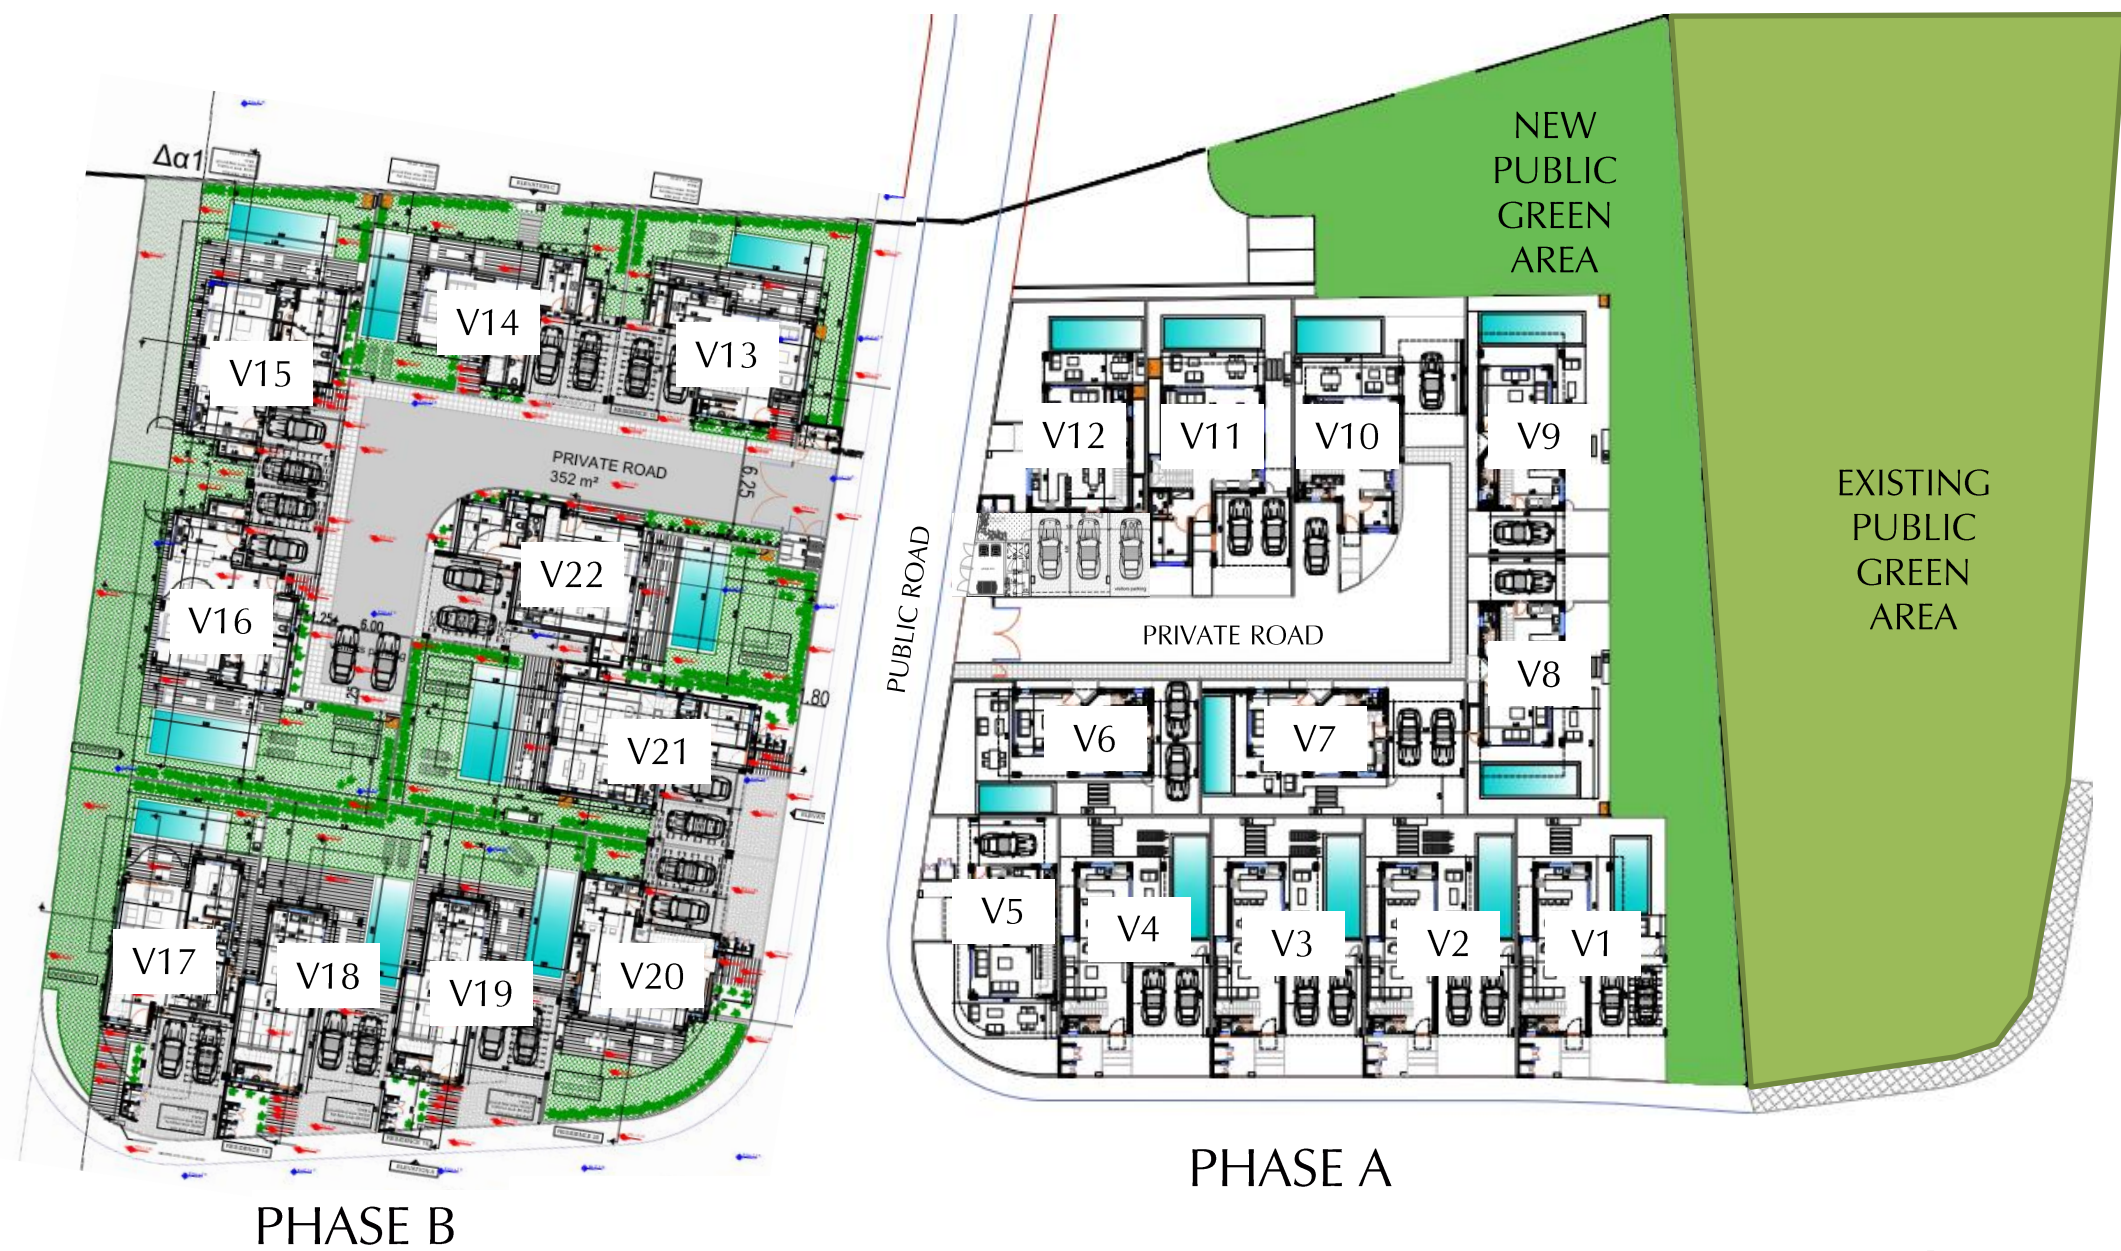 NEW
PUBLIC
GREEN
AREA
Δα1
V14
V13
V15
V12
V11
V10
V9
PRIVATE ROAD
352 m²
6.25
EXISTING
PUBLIC
GREEN
AREA
V22
PUBLIC ROAD
V16
6.00
PRIVATE ROAD
V8
.80
V21
V6
V7
V5
V4
V3
V2
V1
V17
V18
V19
V20
PHASE A
PHASE B